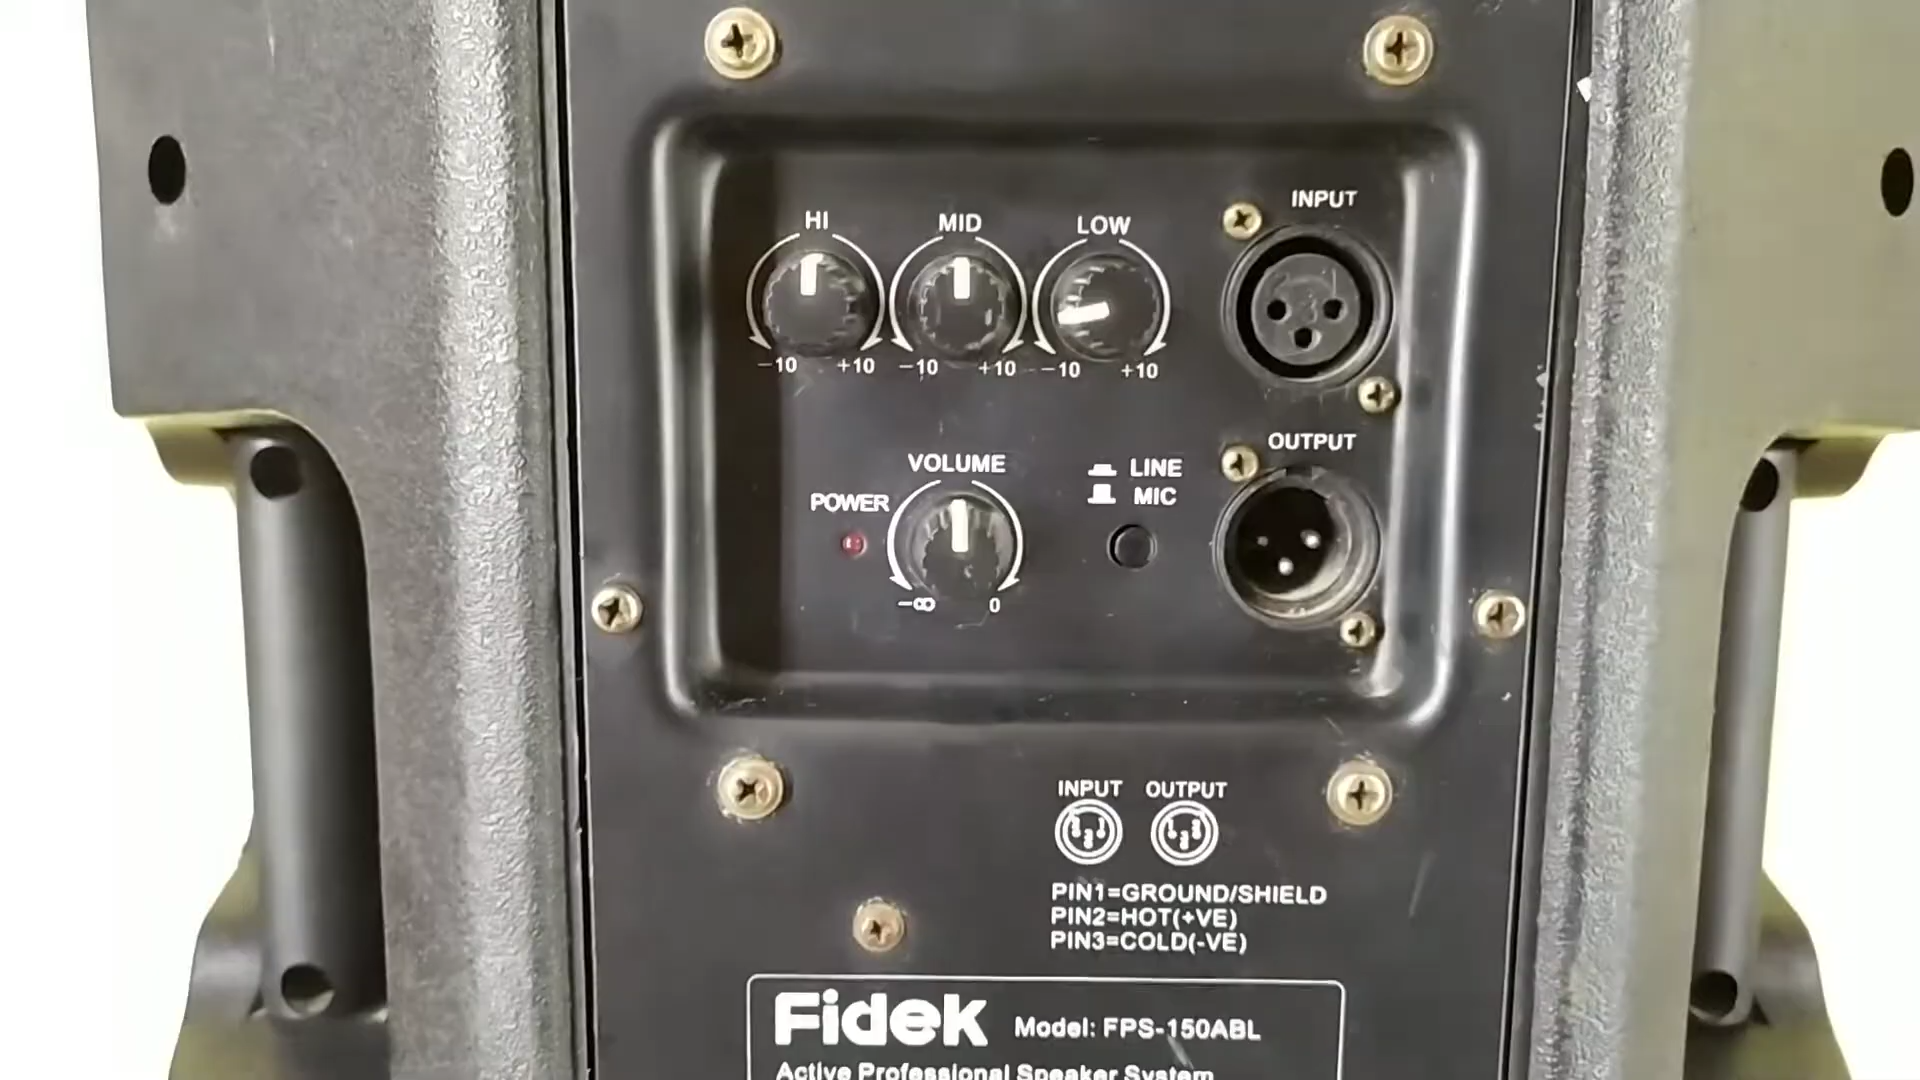 INPUT
HI MID LOW
−10 +10 −10 +10 −10 +10
OUTPUT
VOLUME
LINE
POWER
MIC
−∞ 0
INPUT OUTPUT
PIN1=GROUND/SHIELD
PIN2=HOT(+VE)
PIN3=COLD(-VE)
Fidek Model: FPS-150ABL
Active Professional Speaker System